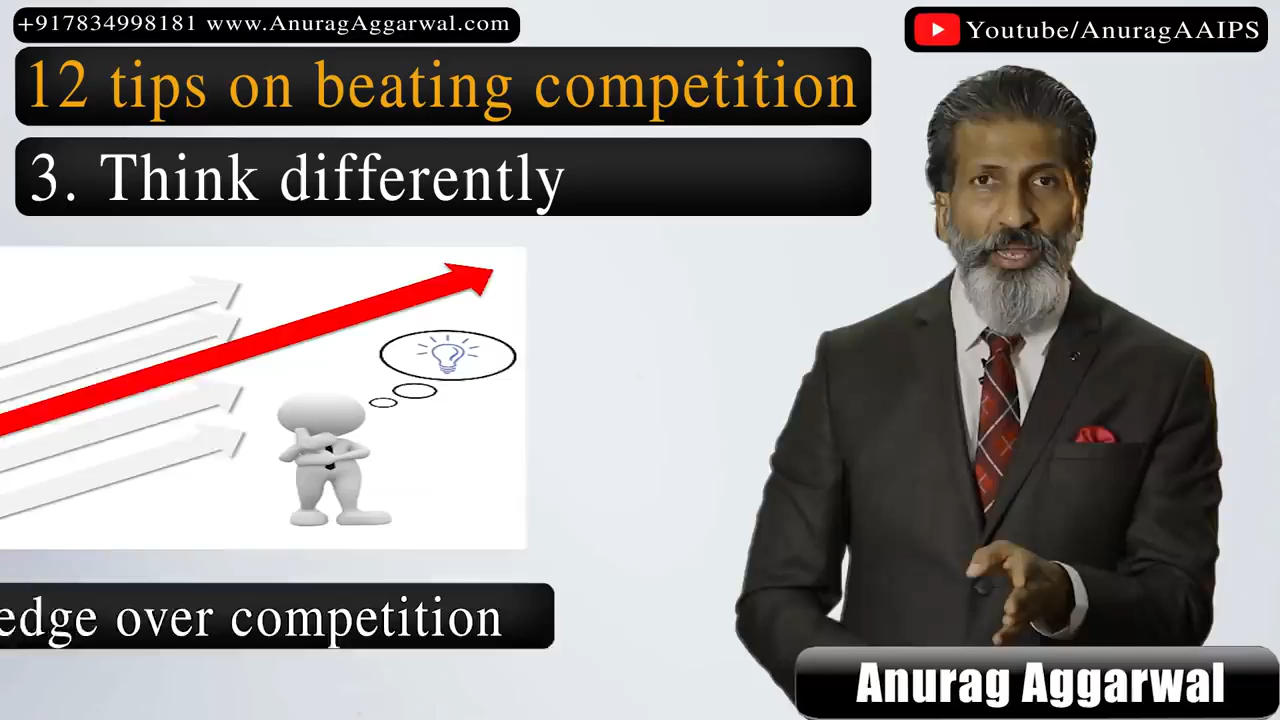 +917834998181 www.AnuragAggarwal.com
Youtube/AnuragAAIPS
12 tips on beating competition
3. Think differently
edge over competition
Anurag Aggarwal